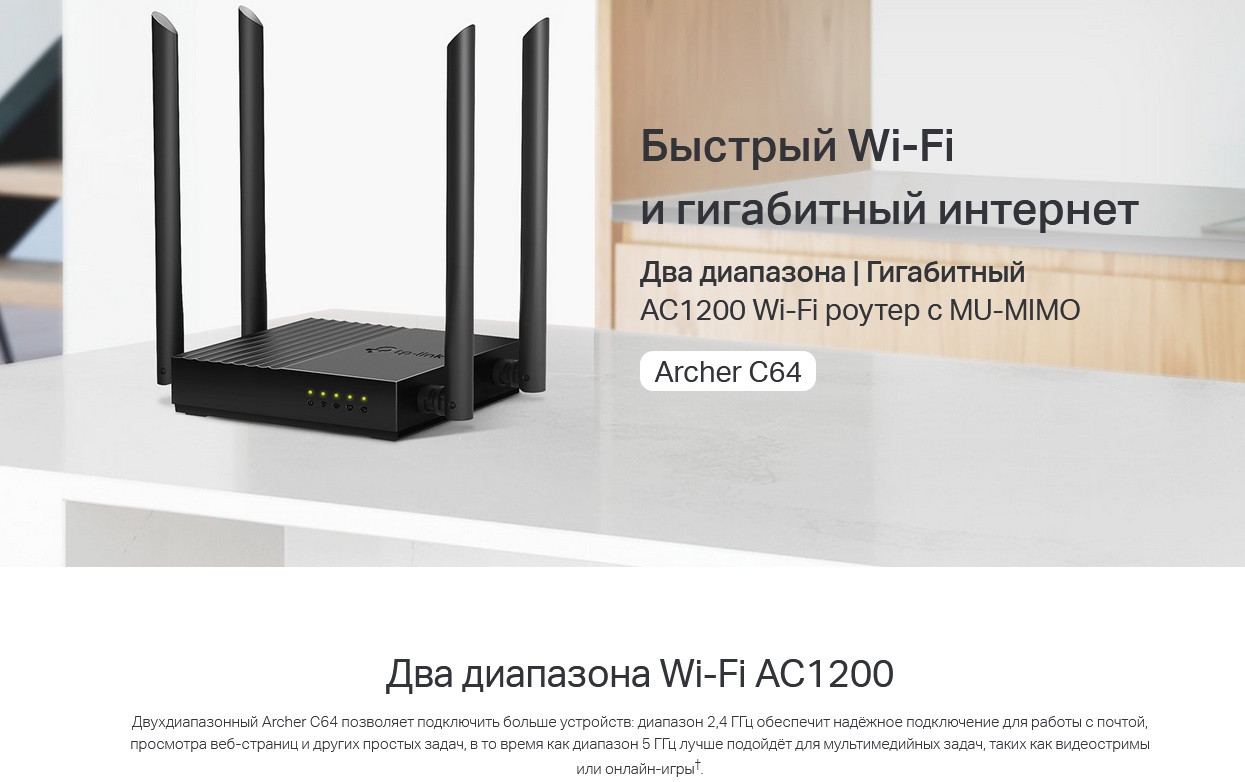 tp-link
Быстрый Wi-Fi
и гигабитный интернет
Два диапазона | Гигабитный
AC1200 Wi-Fi роутер с MU-MIMO
Archer C64
Два диапазона Wi-Fi AC1200
Двухдиапазонный Archer C64 позволяет подключить больше устройств: диапазон 2,4 ГГц обеспечит надёжное подключение для работы с почтой,
просмотра веб-страниц и других простых задач, в то время как диапазон 5 ГГц лучше подойдёт для мультимедийных задач, таких как видеостримы
или онлайн-игры†.